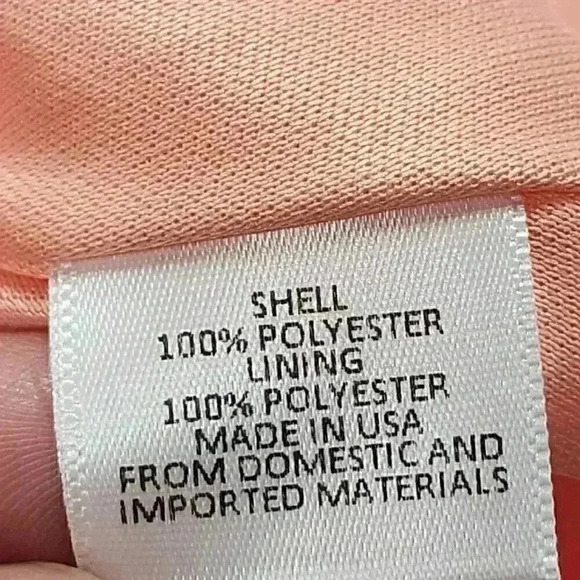 SHELL
100% POLYESTER
LINING
100% POLYESTER
MADE IN USA
FROM DOMESTIC AND
IMPORTED MATERIALS